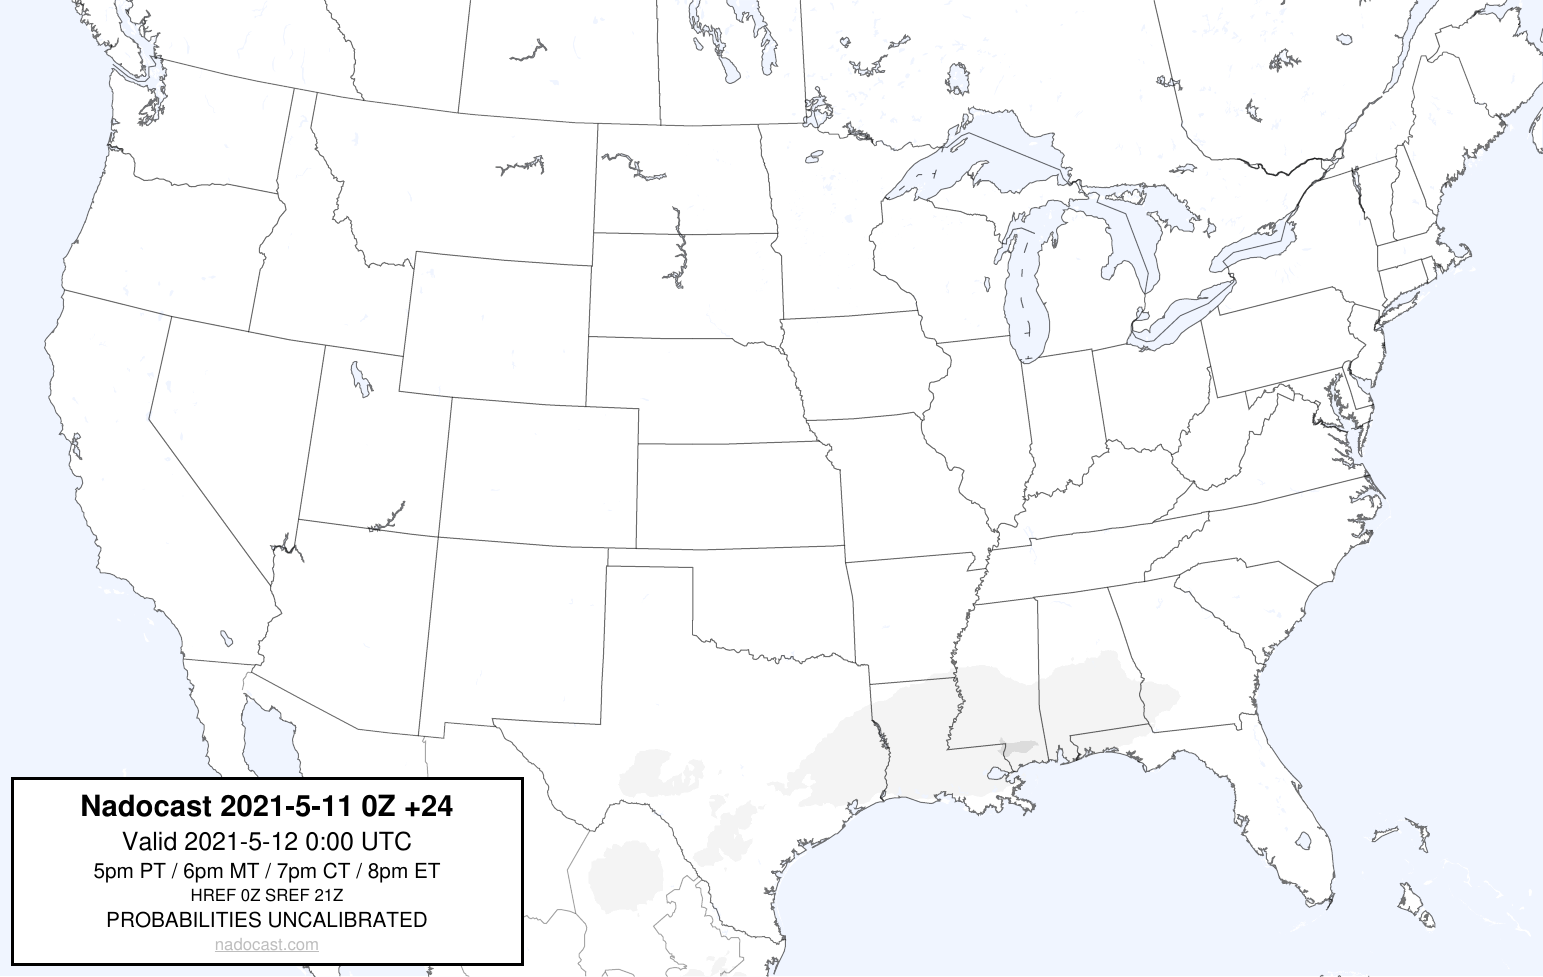 Nadocast 2021-5-11 0Z +24
Valid 2021-5-12 0:00 UTC
5pm PT / 6pm MT / 7pm CT / 8pm ET
HREF 0Z SREF 21Z
PROBABILITIES UNCALIBRATED
nadocast.com